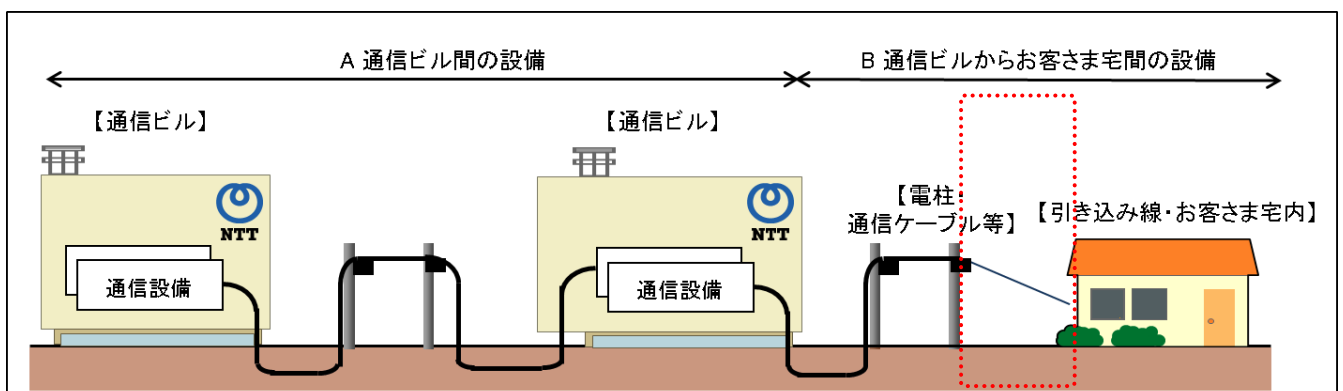 A 通信ビル間の設備
B 通信ビルからお客さま宅間の設備
【通信ビル】
【通信ビル】
【電柱・
通信ケーブル等】
【引き込み線・お客さま宅内】
NTT
NTT
通信設備
通信設備